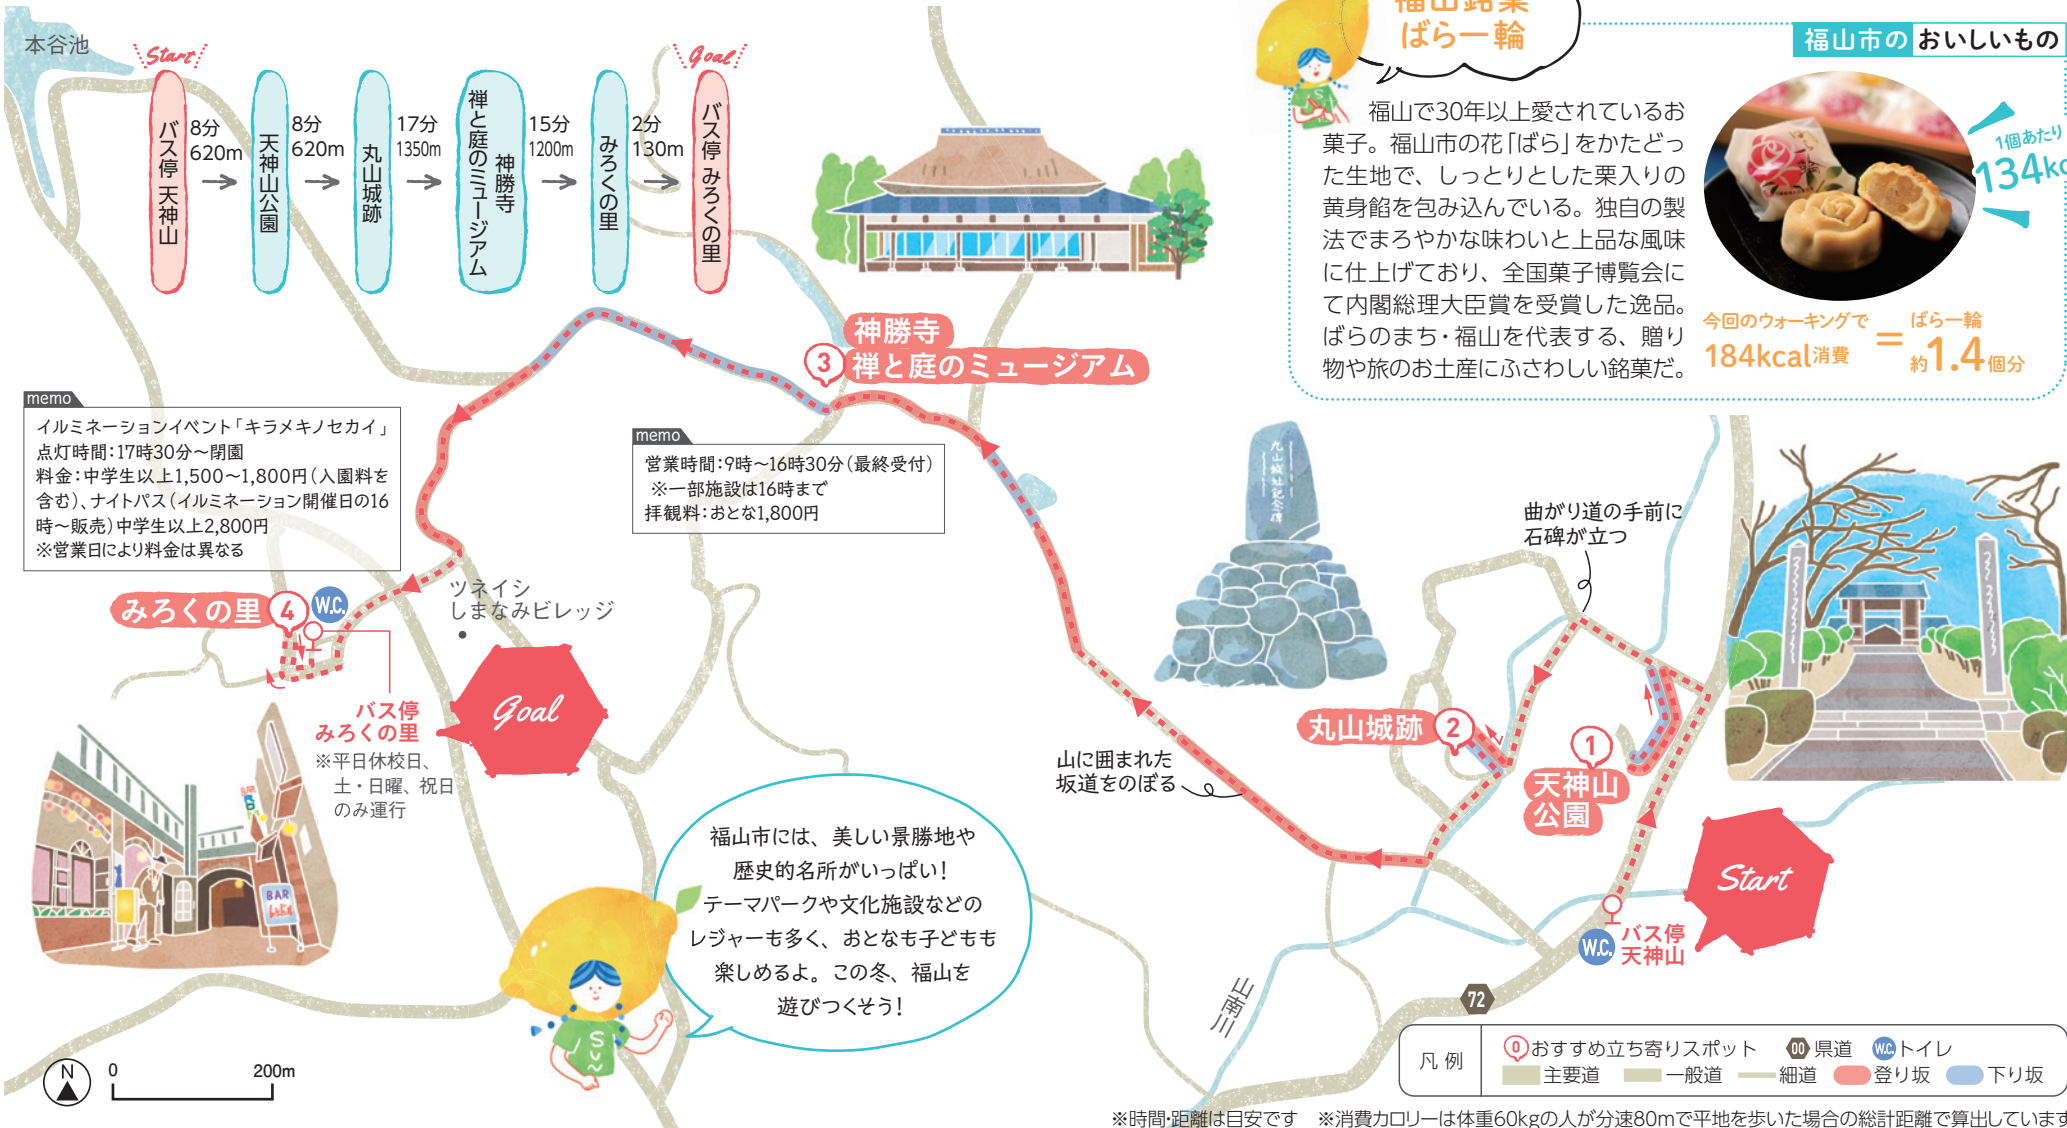 本谷池
Start
バス停 天神山
8分
620m
天神山公園
8分
620m
丸山城跡
17分
1350m
神勝寺
禅と庭のミュージアム
15分
1200m
みろくの里
2分
130m
Goal
バス停 みろくの里
福山銘菓
ばら一輪
福山市の おいしいもの
福山で30年以上愛されているお
菓子。福山市の花「ばら」をかたどっ
た生地で、しっとりとした栗入りの
黄身餡を包み込んでいる。独自の製
法でまろやかな味わいと上品な風味
に仕上げており、全国菓子博覧会に
て内閣総理大臣賞を受賞した逸品。
ばらのまち・福山を代表する、贈り
物や旅のお土産にふさわしい銘菓だ。
1個あたり
134kc
今回のウォーキングで
184kcal消費
=
ばら一輪
約1.4個分
3
神勝寺
禅と庭のミュージアム
memo
イルミネーションイベント「キラメキノセカイ」
点灯時間:17時30分〜閉園
料金:中学生以上1,500〜1,800円(入園料を
含む)、ナイトパス(イルミネーション開催日の16
時〜販売)中学生以上2,800円
※営業日により料金は異なる
memo
営業時間:9時〜16時30分(最終受付)
※一部施設は16時まで
拝観料:おとな1,800円
丸山城址記念碑
曲がり道の手前に
石碑が立つ
みろくの里 4
W.C.
ツネイシ
しまなみビレッジ
Goal
バス停
みろくの里
※平日休校日、
土・日曜、祝日
のみ運行
丸山城跡 2
1
天神山
公園
山に囲まれた
坂道をのぼる
Start
W.C.
バス停
天神山
BAR
BAR
福山市には、美しい景勝地や
歴史的名所がいっぱい!
テーマパークや文化施設などの
レジャーも多く、おとなも子どもも
楽しめるよ。この冬、福山を
遊びつくそう!
山南川
72
N
0 200m
凡例
0 おすすめ立ち寄りスポット 00 県道 W.C. トイレ
主要道 一般道 細道 登り坂 下り坂
※時間・距離は目安です ※消費カロリーは体重60kgの人が分速80mで平地を歩いた場合の総計距離で算出しています